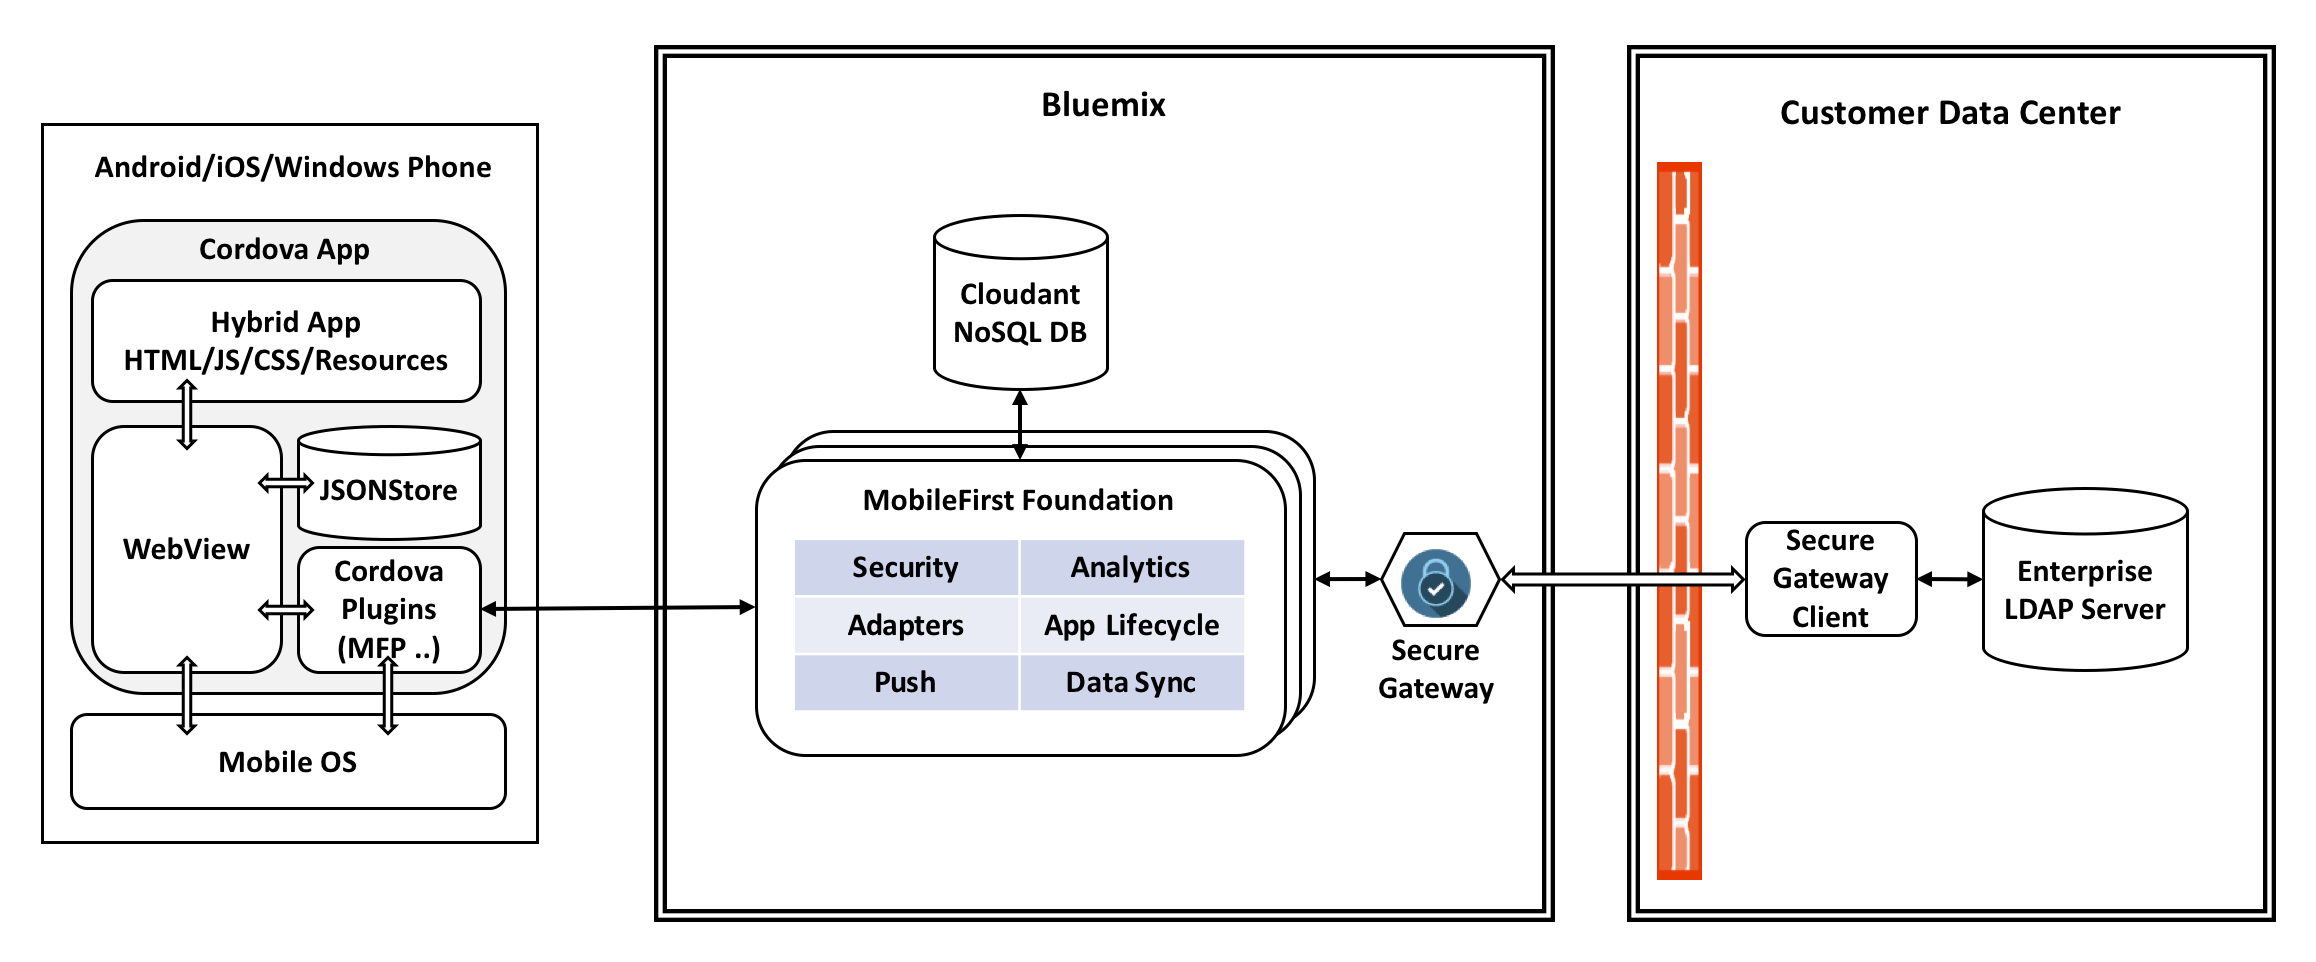 Android/iOS/Windows Phone
Cordova App
Hybrid App
HTML/JS/CSS/Resources
WebView
JSONStore
Cordova
Plugins
(MFP ..)
Mobile OS
Bluemix
Cloudant
NoSQL DB
MobileFirst Foundation
Security
Analytics
Adapters
App Lifecycle
Push
Data Sync
Secure
Gateway
Customer Data Center
Secure
Gateway
Client
Enterprise
LDAP Server